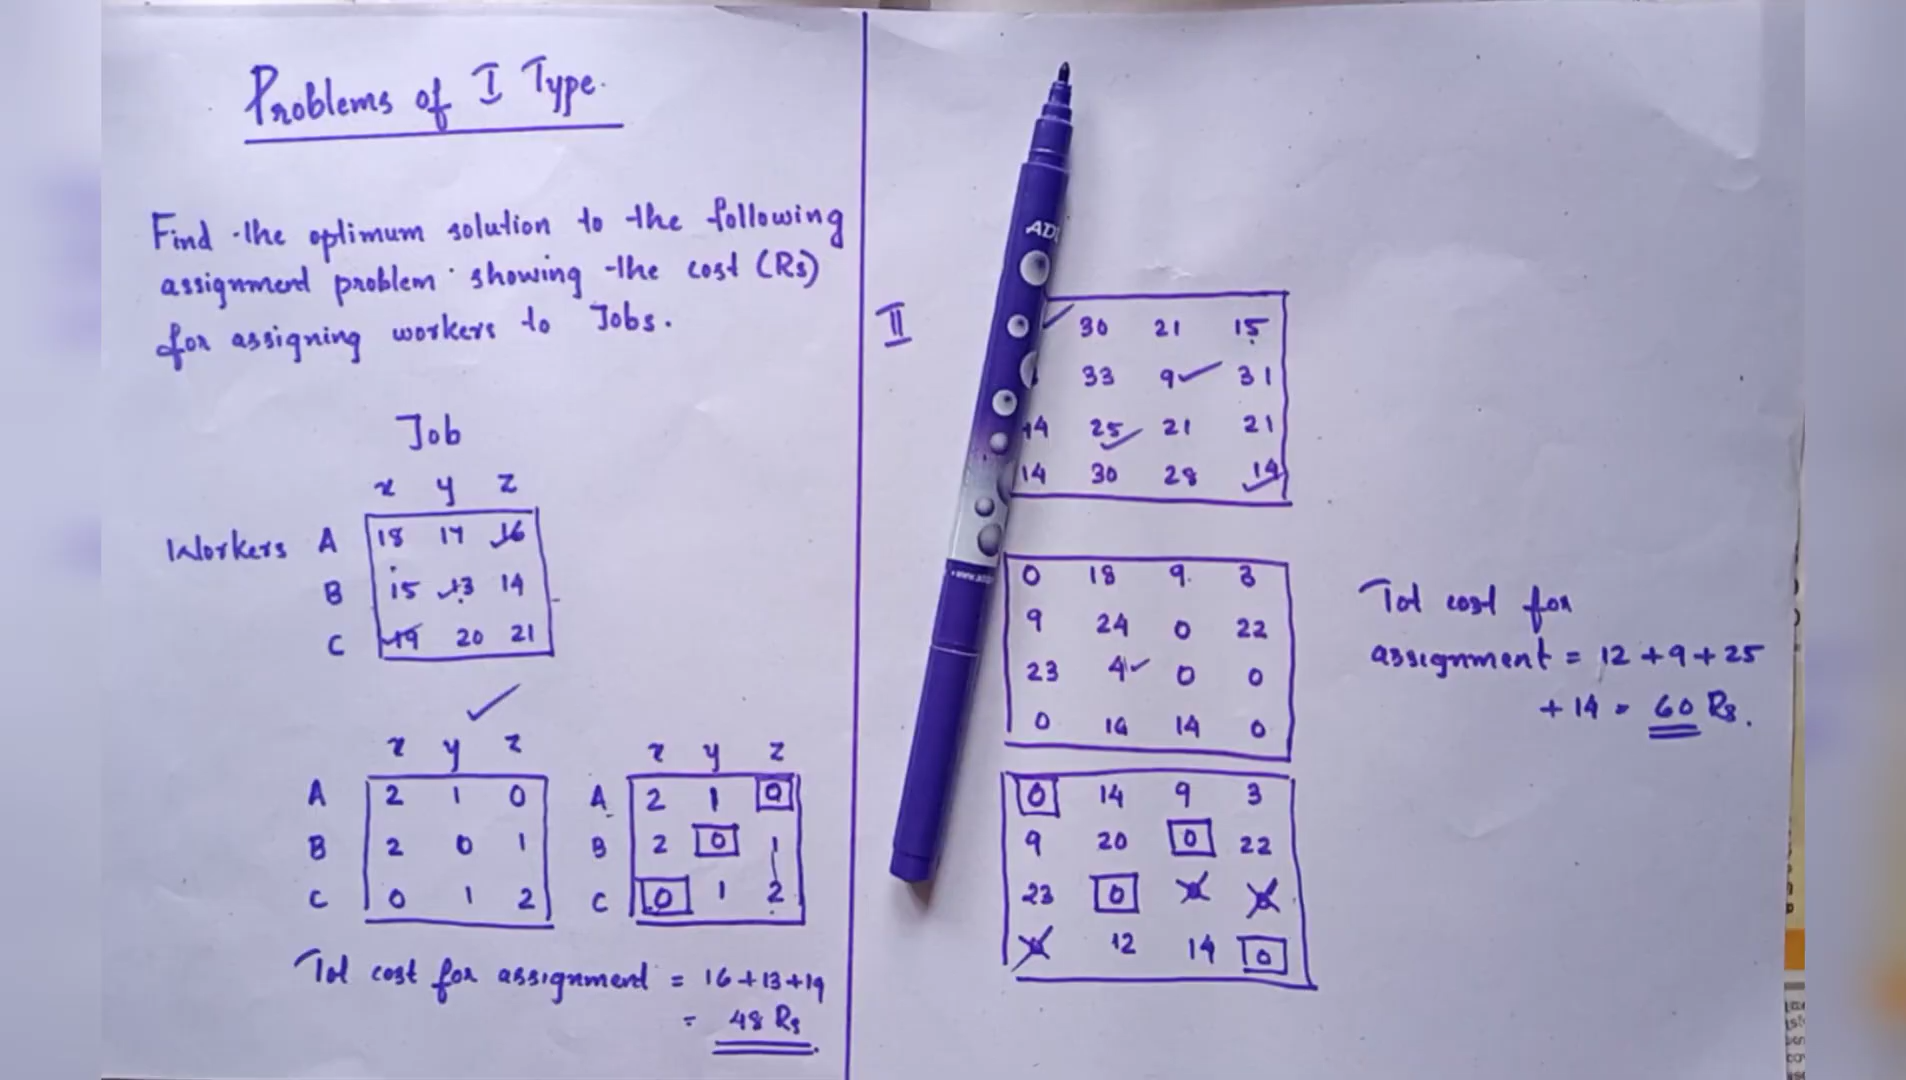 Problems of I Type.
Find the optimum solution to the following
assignment problem showing the cost (Rs)
for assigning workers to Jobs.
Job
x y z
Workers A 18 17 16
B 15 13 14
C 19 20 21
x y z
A 2 1 0
B 2 0 1
C 0 1 2
x y z
A 2 1 0
B 2 0 1
C 0 1 2
Tot cost for assignment = 16+13+19
= 48 Rs
II
30 21 15
33 9 31
25 21 21
14 30 28 14
0 18 9 3
9 24 0 22
23 4 0 0
0 16 14 0
0 14 9 3
9 20 0 22
23 0 0 0
0 12 14 0
Tot cost for
assignment = 12+9+25
+14 = 60 Rs.